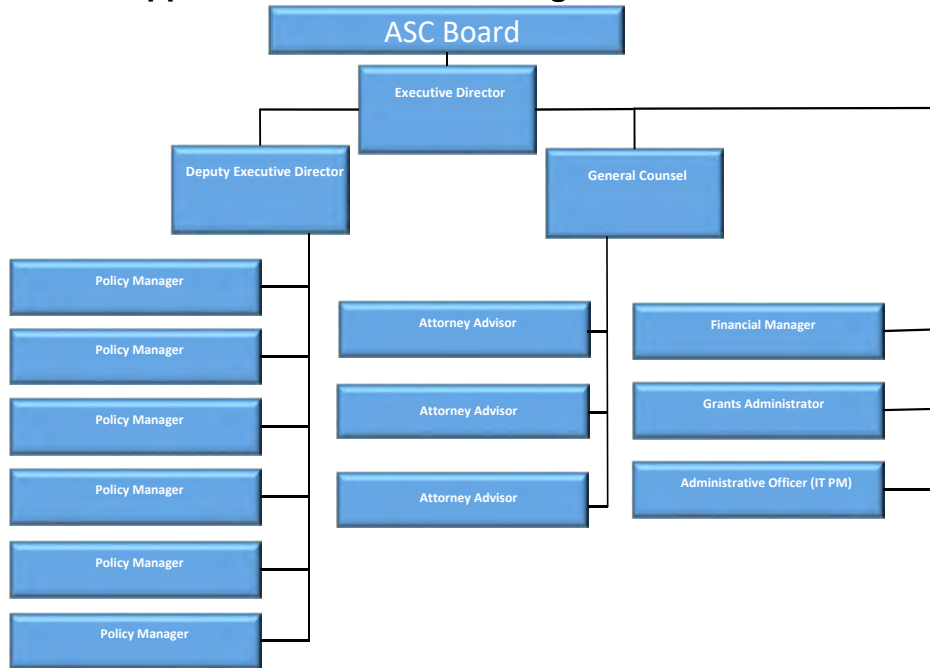 ASC Board
Executive Director
Deputy Executive Director
General Counsel
Policy Manager
Policy Manager
Policy Manager
Policy Manager
Policy Manager
Policy Manager
Attorney Advisor
Attorney Advisor
Attorney Advisor
Financial Manager
Grants Administrator
Administrative Officer (IT PM)